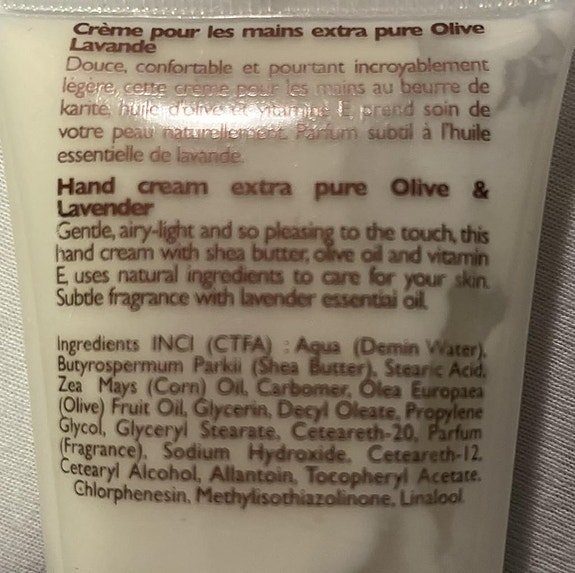 Crème pour les mains extra pure Olive
Lavande
Douce, confortable et pourtant incroyablement
légère, cette creme pour les mains au beurre de
karité, huile d'olive et vitamine E, prend soin de
votre peau naturellement. Parfum subtil à l'huile
essentielle de lavande.
Hand cream extra pure Olive &
Lavender
Gentle, airy-light and so pleasing to the touch, this
hand cream with shea butter, olive oil and vitamin
E, uses natural ingredients to care for your skin.
Subtle fragrance with lavender essential oil.
Ingredients INCI (CTFA) : Aqua (Demin Water),
Butyrospermum Parkii (Shea Butter), Stearic Acid,
Zea Mays (Corn) Oil, Carbomer, Olea Europaea
(Olive) Fruit Oil, Glycerin, Decyl Oleate, Propylene
Glycol, Glyceryl Stearate, Ceteareth-20, Parfum
(Fragrance), Sodium Hydroxide, Ceteareth-12,
Cetearyl Alcohol, Allantoin, Tocopheryl Acetate,
Chlorphenesin, Methylisothiazolinone, Linalool.